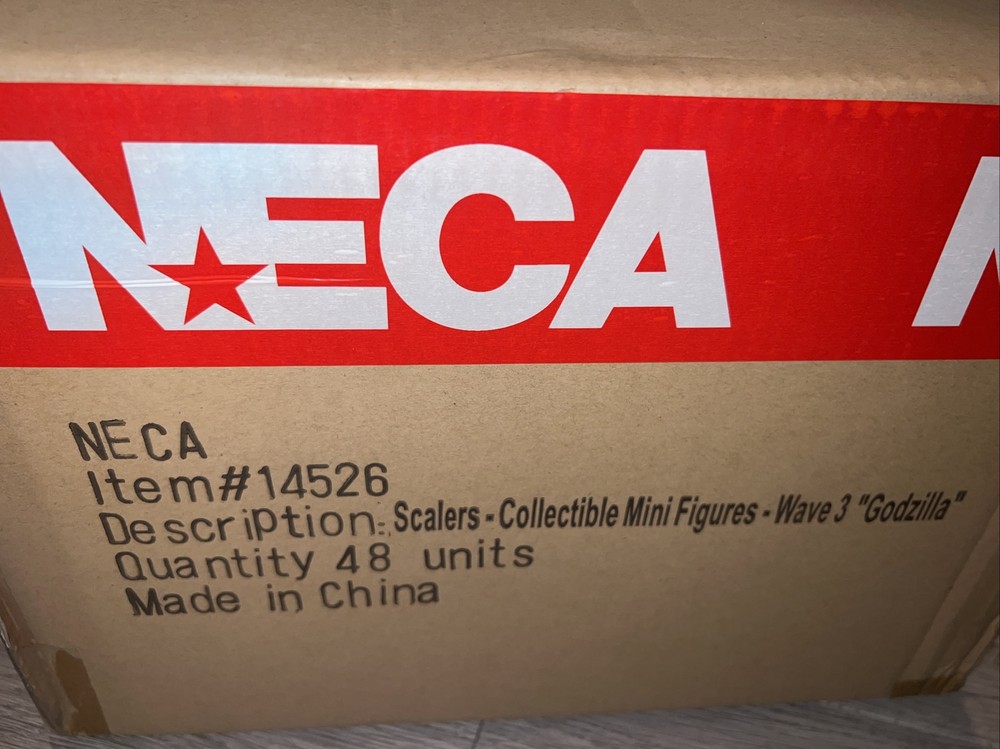 NECA
NECA
Item#14526
Description: Scalers - Collectible Mini Figures - Wave 3 "Godzilla"
Quantity 48 units
Made in China